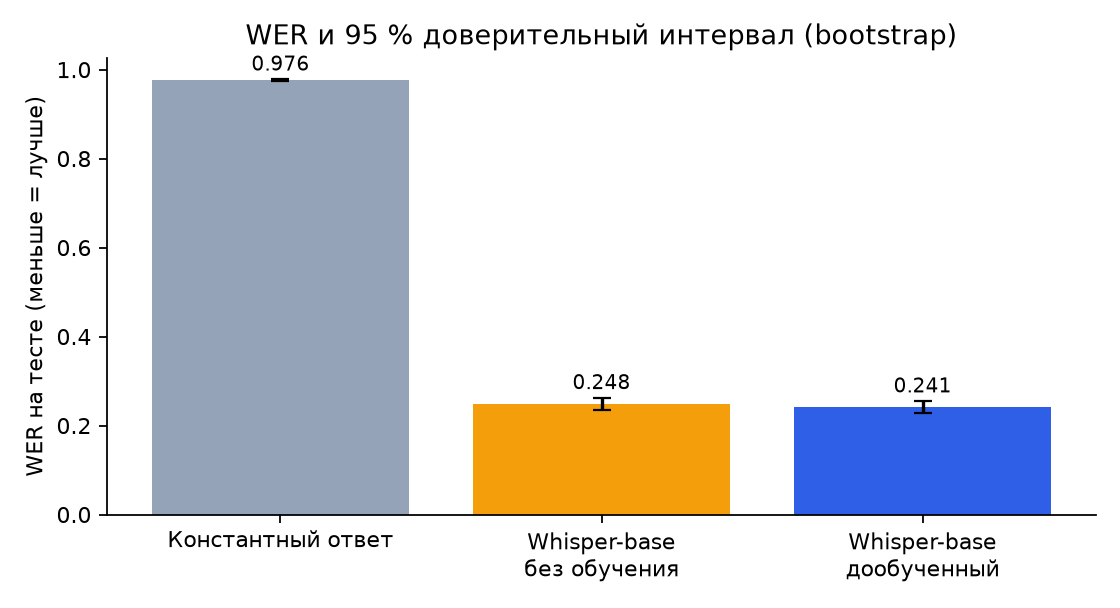 WER и 95 % доверительный интервал (bootstrap)
WER на тесте (меньше = лучше)
1.0
0.8
0.6
0.4
0.2
0.0
0.976
0.248
0.241
Константный ответ
Whisper-base
без обучения
Whisper-base
дообученный